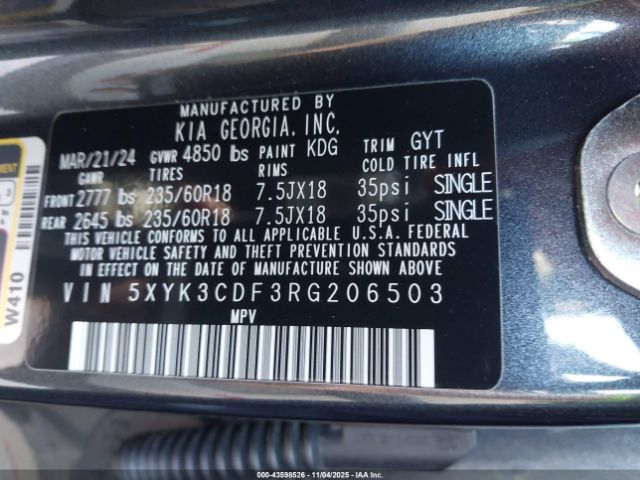 MANUFACTURED BY
KIA GEORGIA, INC.
MAR/21/24 GVWR 4850 lbs PAINT KDG TRIM GYT
GAWR TIRES RIMS COLD TIRE INFL
FRONT 2777 lbs 235/60R18 7.5JX18 35psi SINGLE
REAR 2645 lbs 235/60R18 7.5JX18 35psi SINGLE
THIS VEHICLE CONFORMS TO ALL APPLICABLE U.S.A. FEDERAL
MOTOR VEHICLE SAFETY AND THEFT PREVENTION STANDARDS
IN EFFECT ON THE DATE OF MANUFACTURE SHOWN ABOVE
VIN 5XYK3CDF3RG206503
MPV
W410
000-43598526 - 11/04/2025 - IAAI.COM